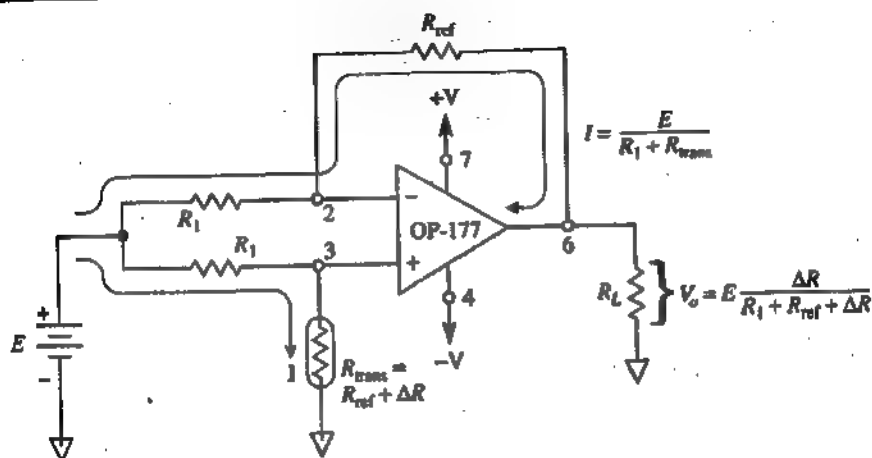 R_ref
+V
I = E / (R_1 + R_trans)
7
R_1
2
−
OP-177
6
R_1
3
+
4
−V
R_L
V_o = E ΔR / (R_1 + R_ref + ΔR)
+
E
−
I
R_trans =
R_ref + ΔR